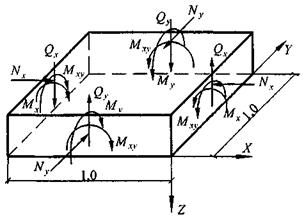 Q_x N_y
Q_y
M_xy Q_x Y
N_x M_xy M_y
N_x
M_x Q_y M_v M_xy M_x 1.0
M_xy
N_y X
1.0
Z